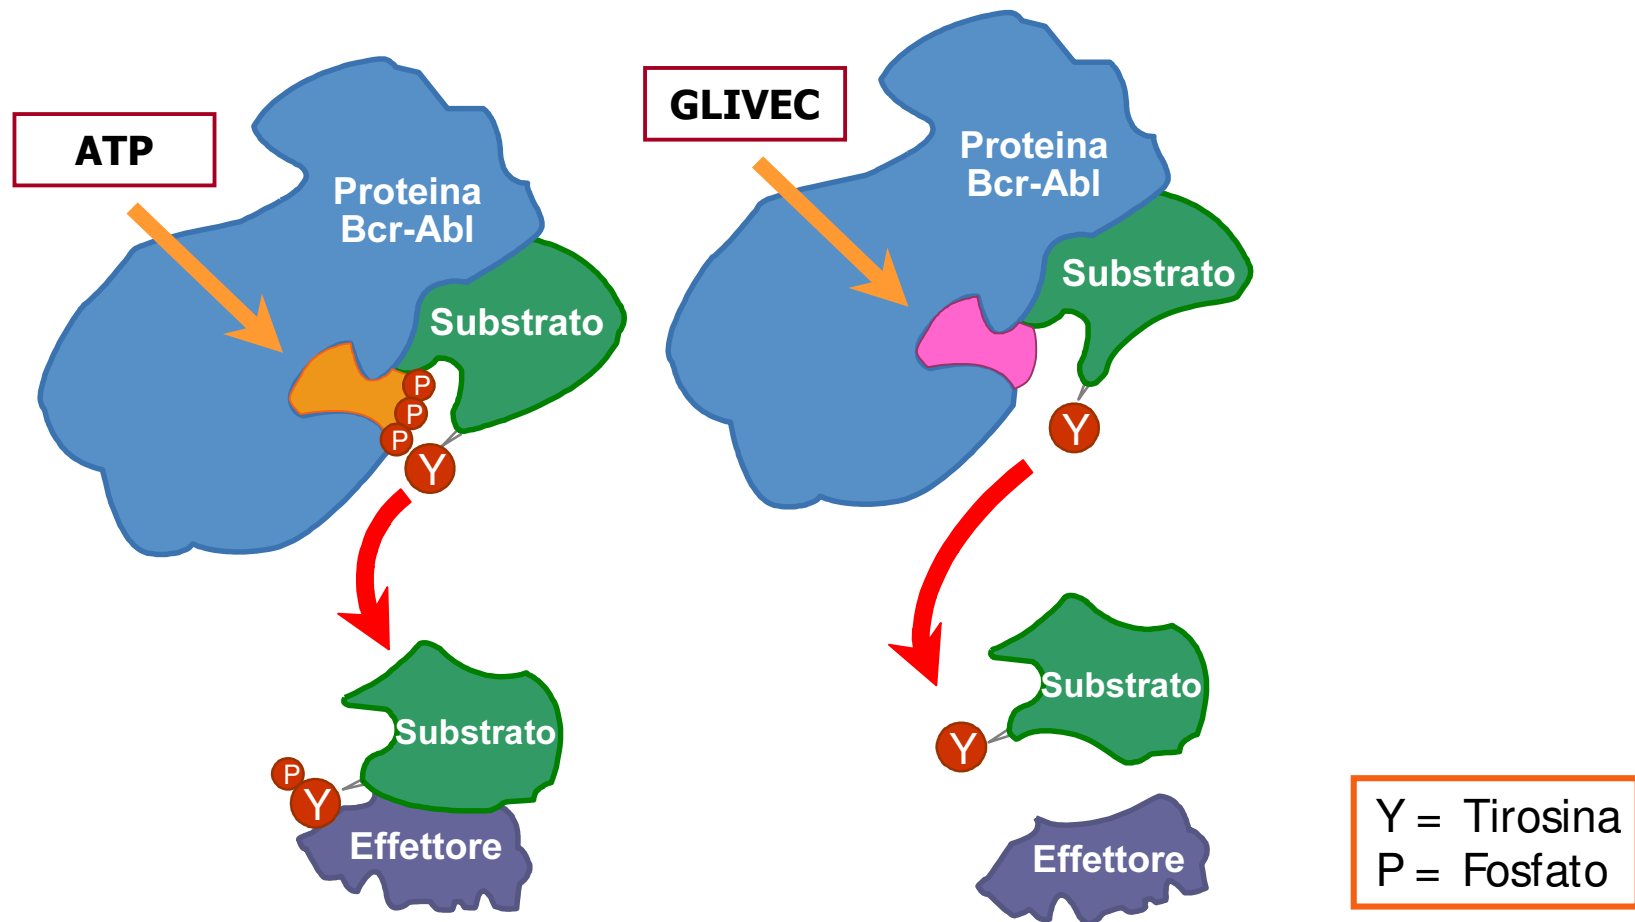 ATP
Proteina
Bcr-Abl
Substrato
P
P
P
Y
Substrato
P
Y
Effettore
GLIVEC
Proteina
Bcr-Abl
Substrato
Y
Substrato
Y
Effettore
Y = Tirosina
P = Fosfato